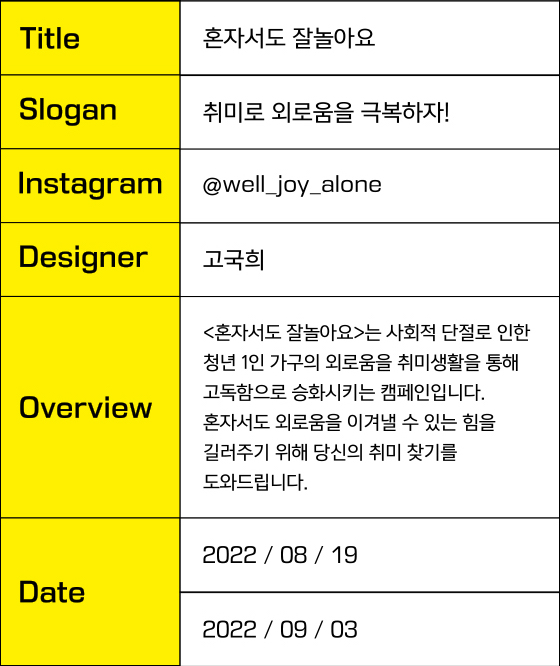 Title
혼자서도 잘놀아요
Slogan
취미로 외로움을 극복하자!
Instagram
@well_joy_alone
Designer
고국희
Overview
<혼자서도 잘놀아요>는 사회적 단절로 인한
청년 1인 가구의 외로움을 취미생활을 통해
고독함으로 승화시키는 캠페인입니다.
혼자서도 외로움을 이겨낼 수 있는 힘을
길러주기 위해 당신의 취미 찾기를
도와드립니다.
Date
2022 / 08 / 19
2022 / 09 / 03